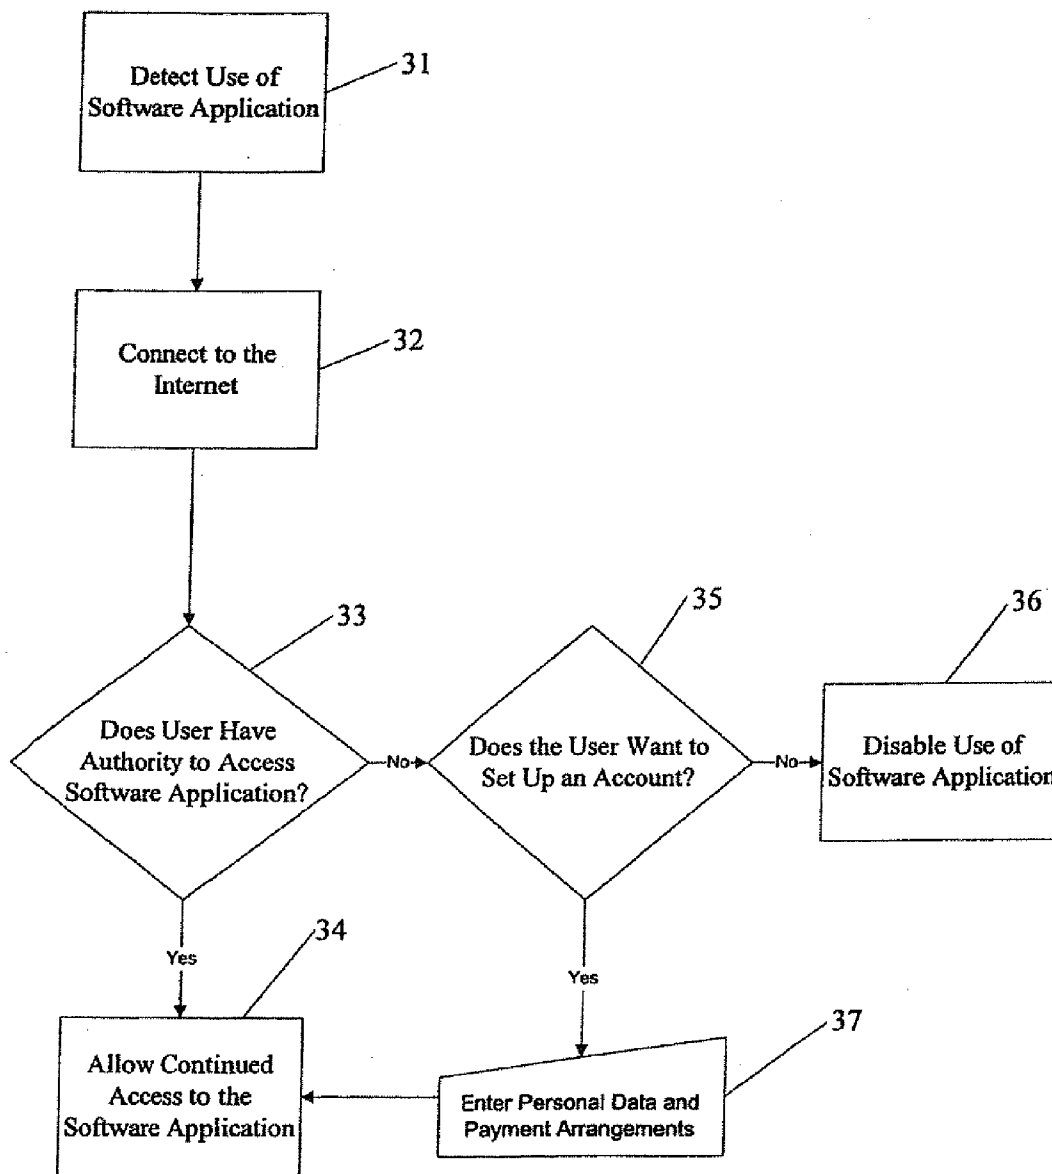 Detect Use of
Software Application
31
Connect to the
Internet
32
33
Does User Have
Authority to Access
Software Application?
No
35
Does the User Want to
Set Up an Account?
No
36
Disable Use of
Software Application
Yes
34
Allow Continued
Access to the
Software Application
Yes
37
Enter Personal Data and
Payment Arrangements